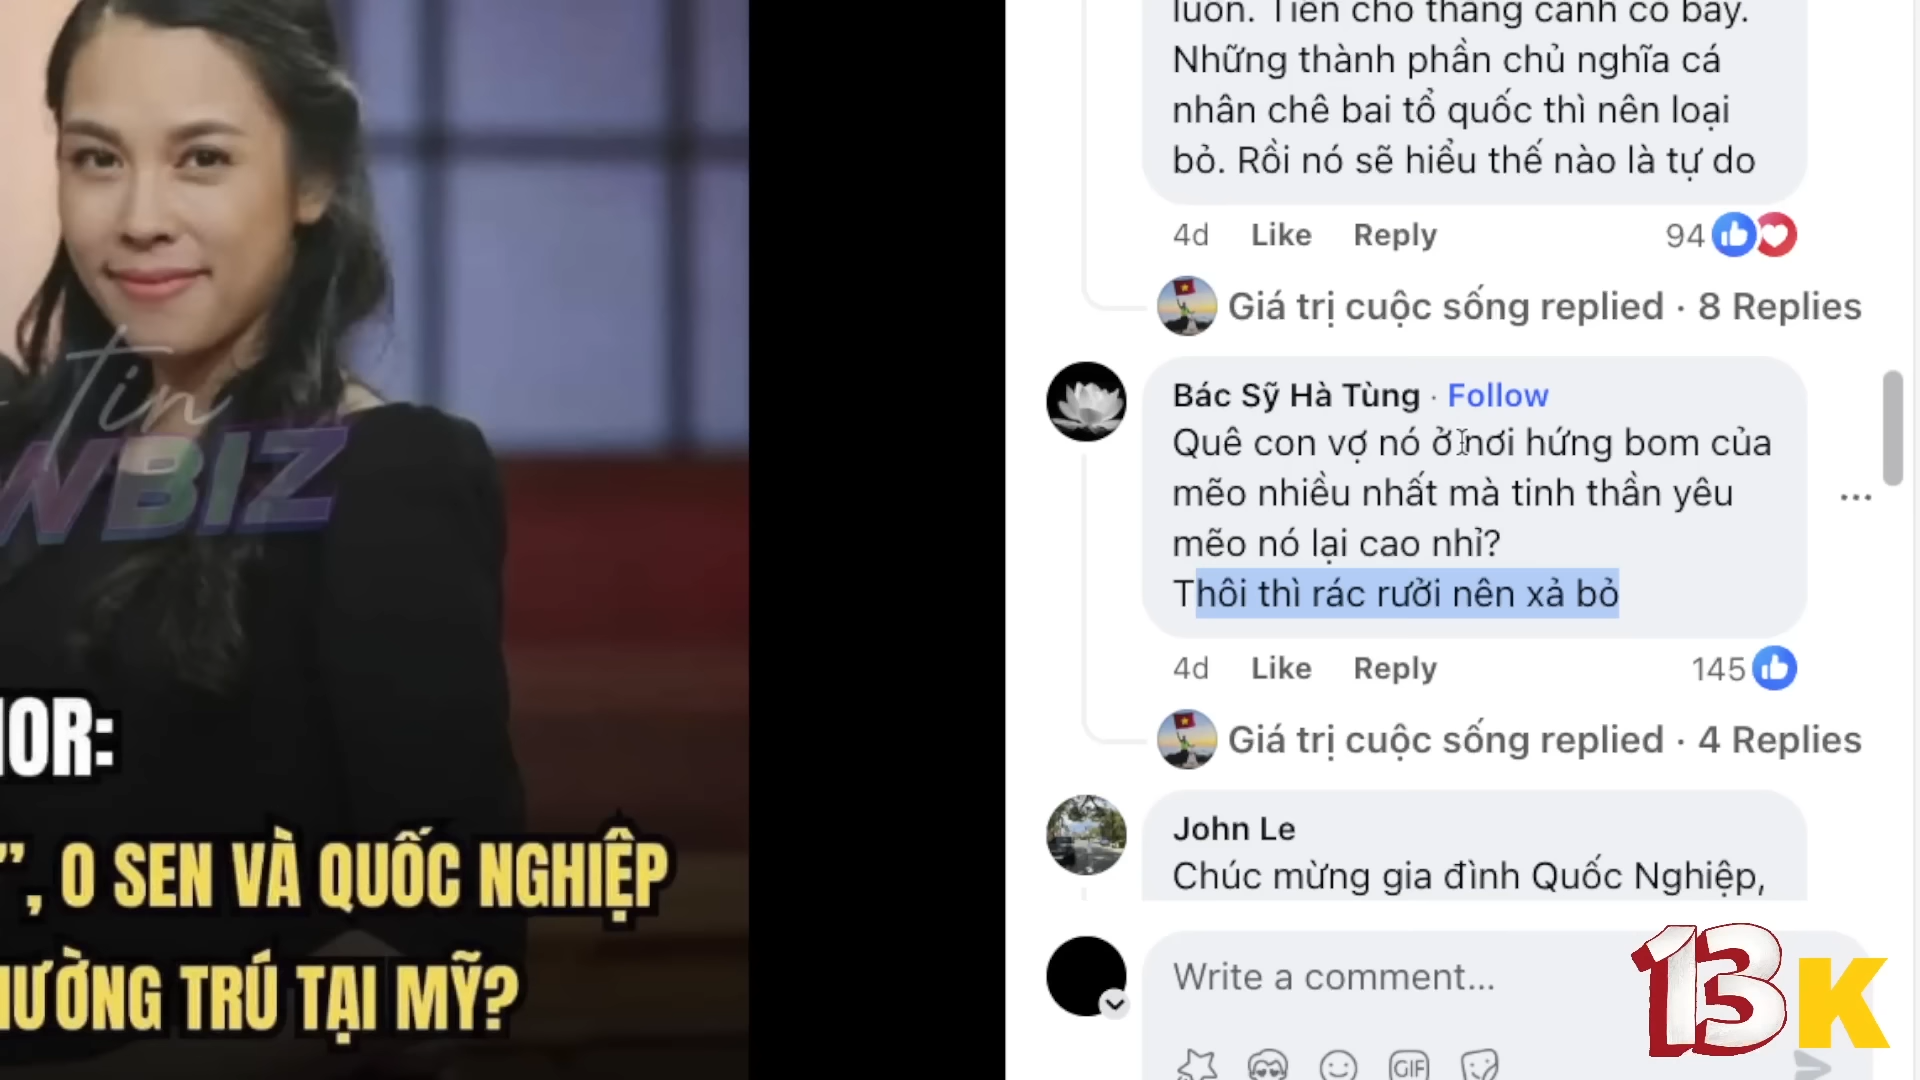 luôn. Tiền cho thằng cảnh có bay.
Những thành phần chủ nghĩa cá
nhân chê bai tổ quốc thì nên loại
bỏ. Rồi nó sẽ hiểu thế nào là tự do
4d Like Reply 94
Giá trị cuộc sống replied · 8 Replies
Bác Sỹ Hà Tùng · Follow
Quê con vợ nó ở nơi hứng bom của
mẽo nhiều nhất mà tinh thần yêu
mẽo nó lại cao nhỉ?
Thôi thì rác rưởi nên xả bỏ
4d Like Reply 145
Giá trị cuộc sống replied · 4 Replies
John Le
Chúc mừng gia đình Quốc Nghiệp,
Write a comment...
GIF
13K
Tin
WBIZ
OR:
”, O SEN VÀ QUỐC NGHIỆP
HƯỜNG TRÚ TẠI MỸ?